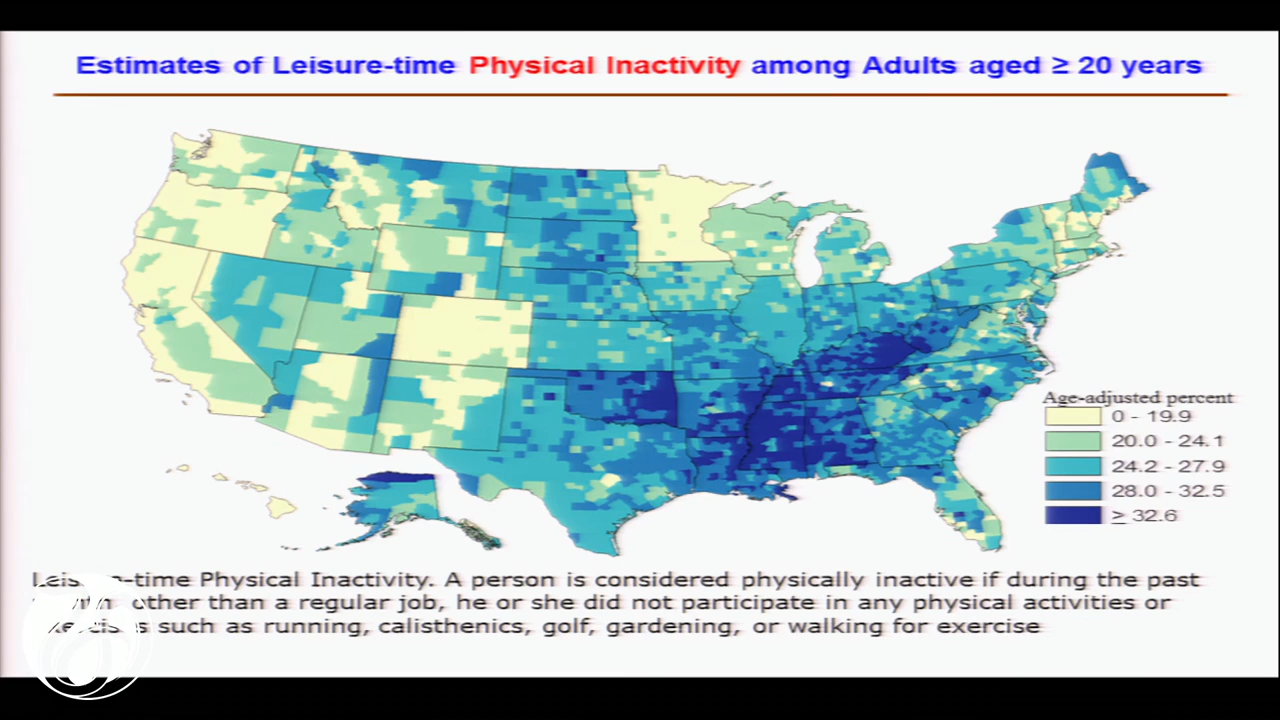 Estimates of Leisure-time Physical Inactivity among Adults aged ≥ 20 years
Age-adjusted percent
0 - 19.9
20.0 - 24.1
24.2 - 27.9
28.0 - 32.5
≥ 32.6
-time Physical Inactivity. A person is considered physically inactive if during the past
other than a regular job, he or she did not participate in any physical activities or
such as running, calisthenics, golf, gardening, or walking for exercise